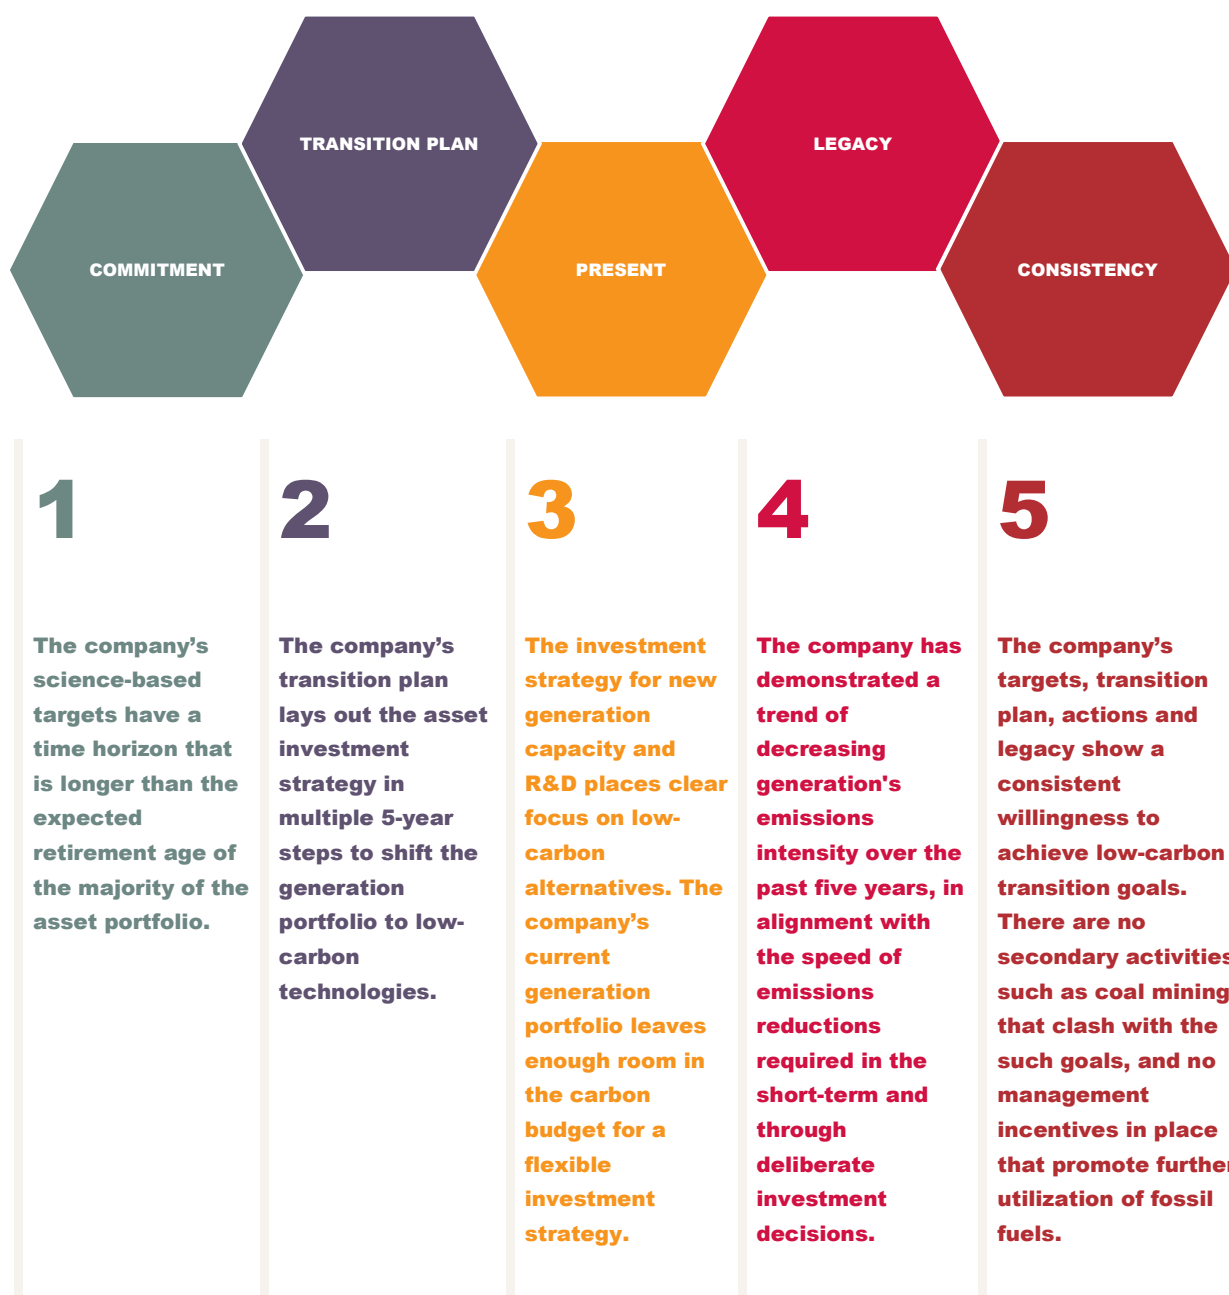 TRANSITION PLAN
LEGACY
COMMITMENT
PRESENT
CONSISTENCY
1
The company’s
science-based
targets have a
time horizon that
is longer than the
expected
retirement age of
the majority of the
asset portfolio.
2
The company’s
transition plan
lays out the asset
investment
strategy in
multiple 5-year
steps to shift the
generation
portfolio to low-
carbon
technologies.
3
The investment
strategy for new
generation
capacity and
R&D places clear
focus on low-
carbon
alternatives. The
company’s
current
generation
portfolio leaves
enough room in
the carbon
budget for a
flexible
investment
strategy.
4
The company has
demonstrated a
trend of
decreasing
generation's
emissions
intensity over the
past five years, in
alignment with
the speed of
emissions
reductions
required in the
short-term and
through
deliberate
investment
decisions.
5
The company’s
targets, transition
plan, actions and
legacy show a
consistent
willingness to
achieve low-carbon
transition goals.
There are no
secondary activities
such as coal mining
that clash with the
such goals, and no
management
incentives in place
that promote further
utilization of fossil
fuels.